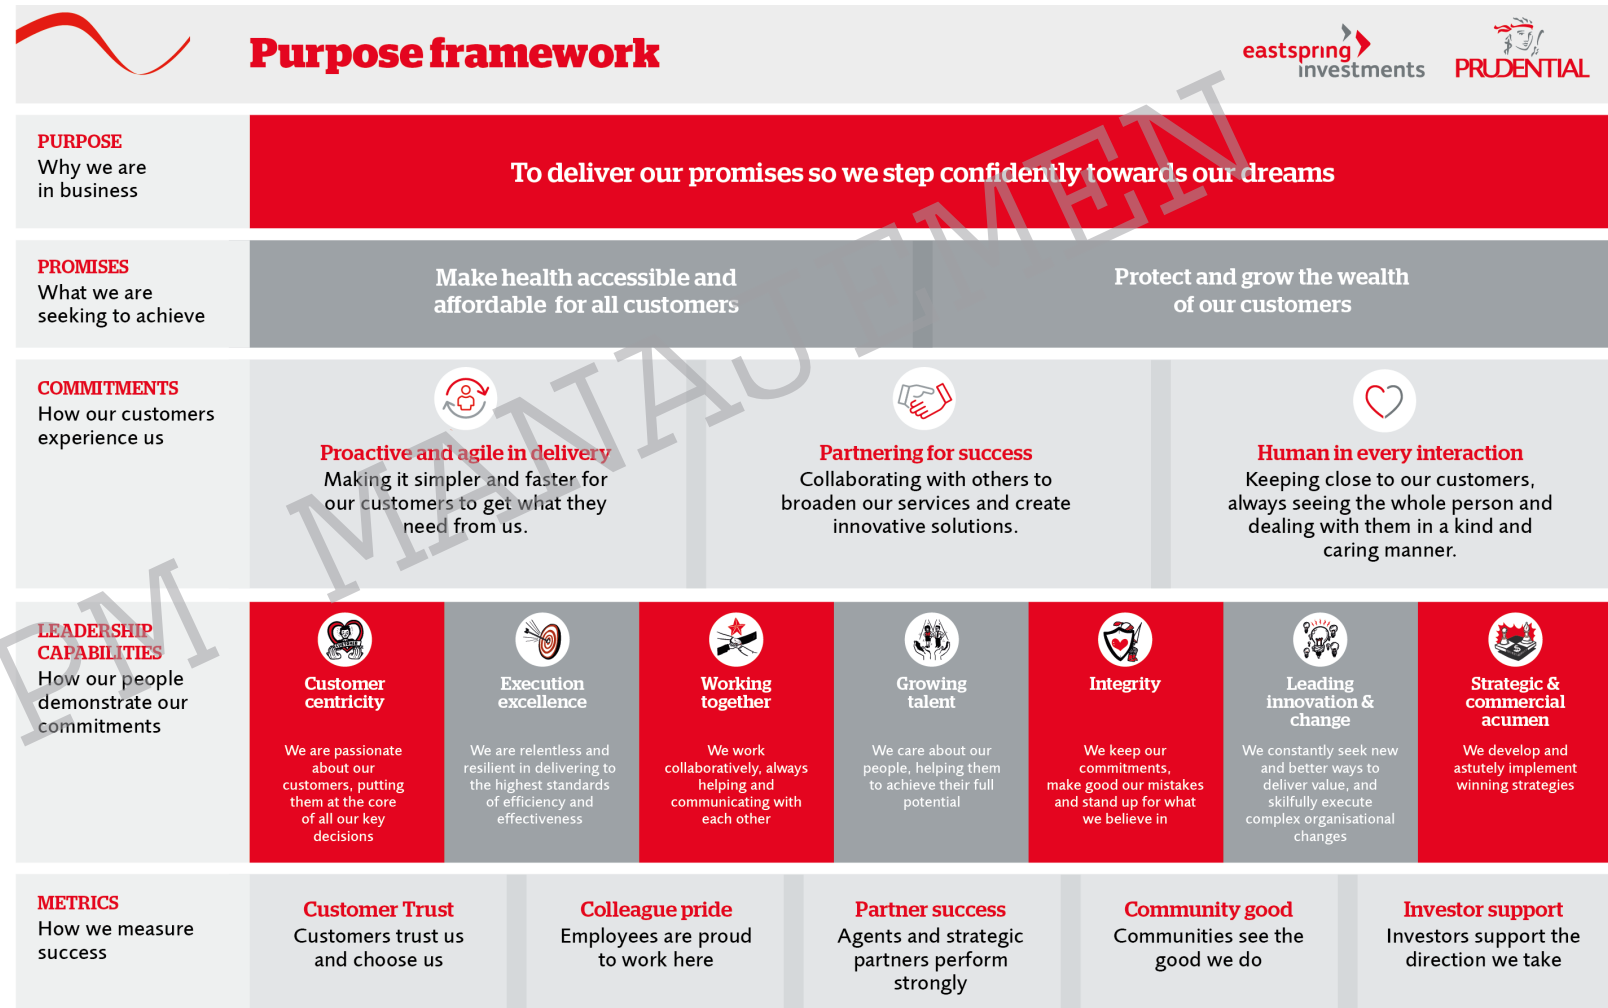 Purpose framework
eastspring
investments
PRUDENTIAL
PURPOSE
Why we are
in business
To deliver our promises so we step confidently towards our dreams
PROMISES
What we are
seeking to achieve
Make health accessible and
affordable for all customers
Protect and grow the wealth
of our customers
COMMITMENTS
How our customers
experience us
Proactive and agile in delivery
Making it simpler and faster for
our customers to get what they
need from us.
Partnering for success
Collaborating with others to
broaden our services and create
innovative solutions.
Human in every interaction
Keeping close to our customers,
always seeing the whole person and
dealing with them in a kind and
caring manner.
LEADERSHIP
CAPABILITIES
How our people
demonstrate our
commitments
Customer
centricity
We are passionate
about our
customers, putting
them at the core
of all our key
decisions
Execution
excellence
We are relentless and
resilient in delivering to
the highest standards
of efficiency and
effectiveness
Working
together
We work
collaboratively, always
helping and
communicating with
each other
Growing
talent
We care about our
people, helping them
to achieve their full
potential
Integrity
We keep our
commitments,
make good our mistakes
and stand up for what
we believe in
Leading
innovation &
change
We constantly seek new
and better ways to
deliver value, and
skilfully execute
complex organisational
changes
Strategic &
commercial
acumen
We develop and
astutely implement
winning strategies
METRICS
How we measure
success
Customer Trust
Customers trust us
and choose us
Colleague pride
Employees are proud
to work here
Partner success
Agents and strategic
partners perform
strongly
Community good
Communities see the
good we do
Investor support
Investors support the
direction we take
PM MANAJEMEN